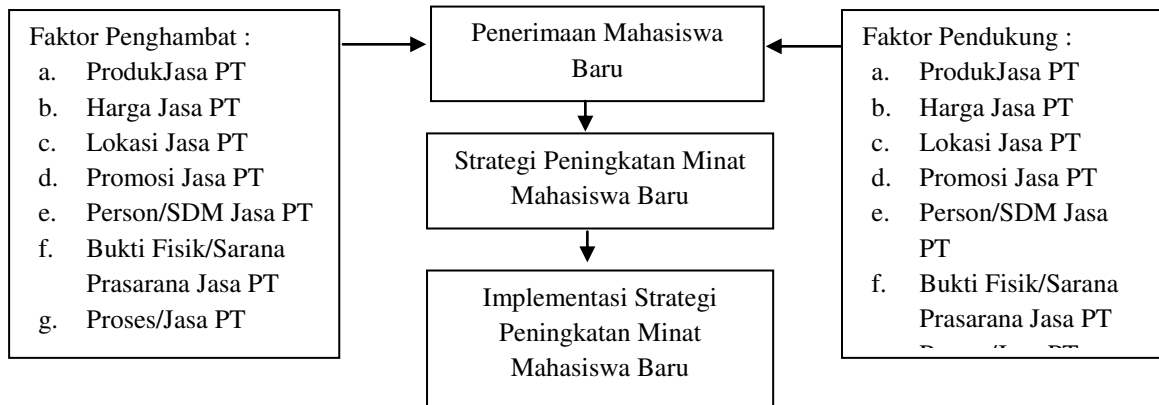 Faktor Penghambat :
a. ProdukJasa PT
b. Harga Jasa PT
c. Lokasi Jasa PT
d. Promosi Jasa PT
e. Person/SDM Jasa PT
f. Bukti Fisik/Sarana
Prasarana Jasa PT
g. Proses/Jasa PT
Penerimaan Mahasiswa
Baru
Strategi Peningkatan Minat
Mahasiswa Baru
Implementasi Strategi
Peningkatan Minat
Mahasiswa Baru
Faktor Pendukung :
a. ProdukJasa PT
b. Harga Jasa PT
c. Lokasi Jasa PT
d. Promosi Jasa PT
e. Person/SDM Jasa
PT
f. Bukti Fisik/Sarana
Prasarana Jasa PT